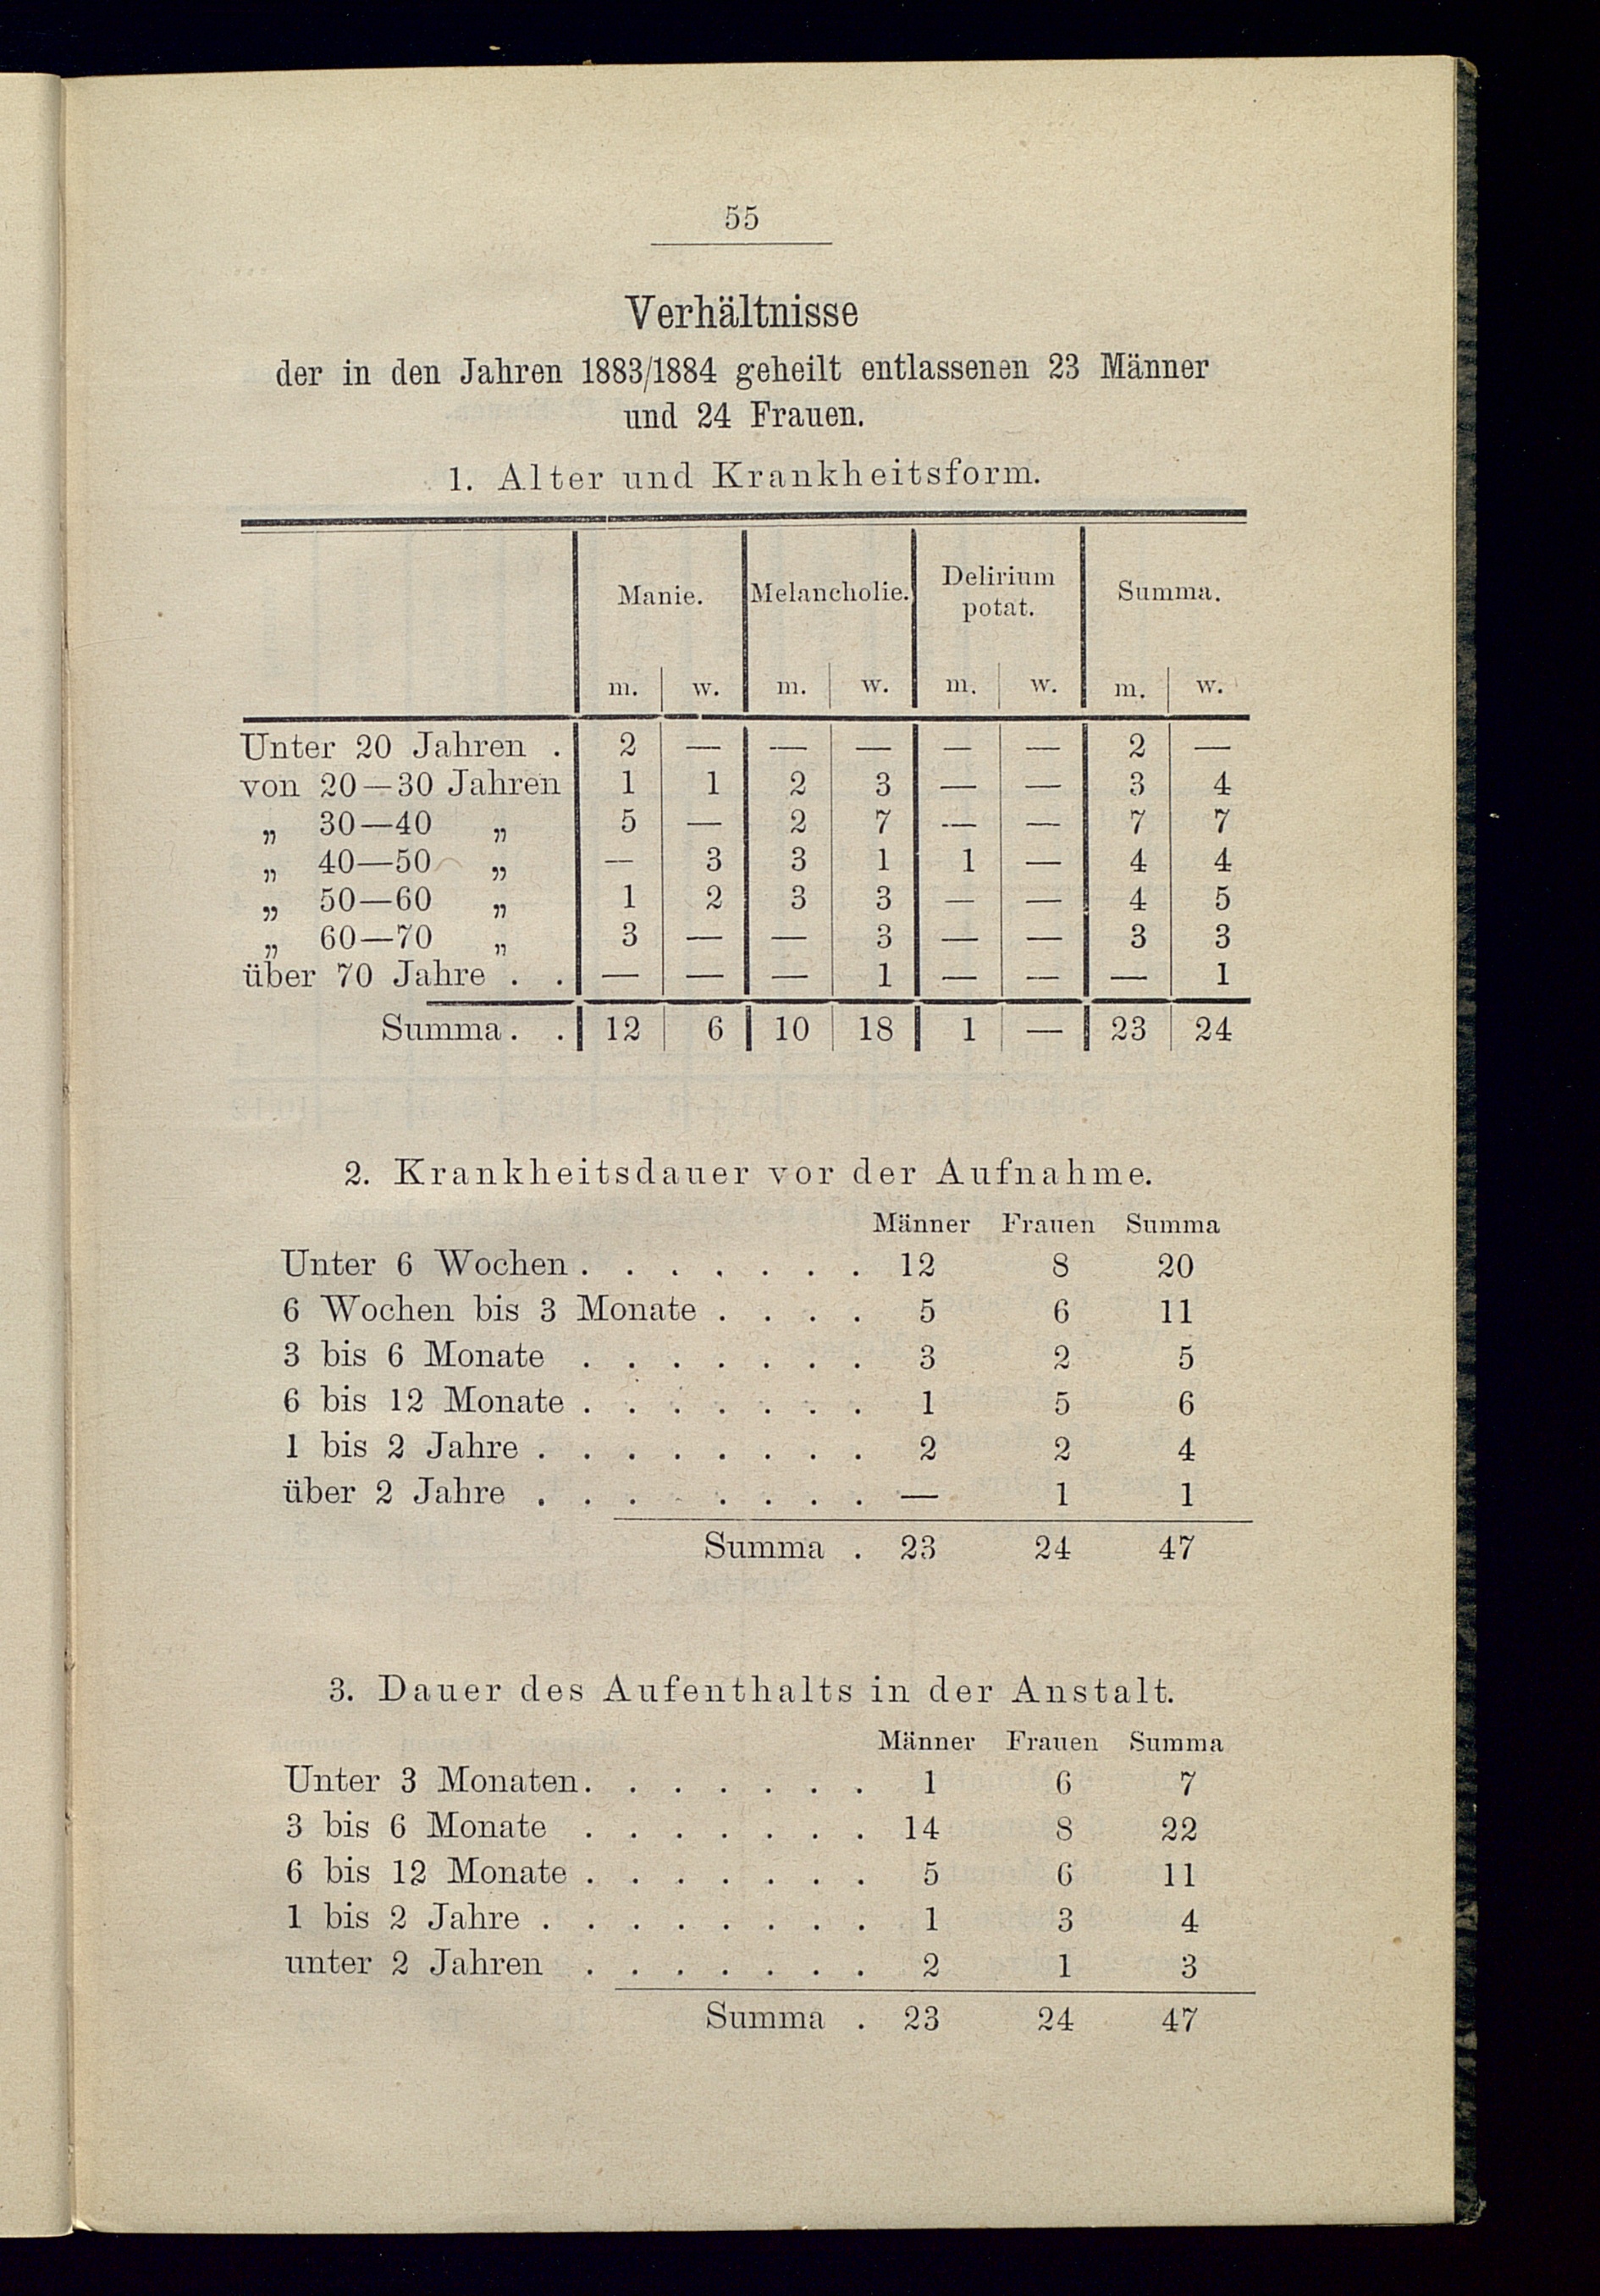 55
Verhältnisse
der in den Jahren 1883/1884 geheilt entlassenen 23 Männer
und 24 Frauen.
1. Alter und Krankheitsform.
Manie. Melancholie. Delirium potat. Summa.
m. w. m. w. m. w. m. w.
Unter 20 Jahren . 2 — — — — — 2 —
von 20—30 Jahren 1 1 2 3 — — 3 4
„ 30—40 „ 5 — 2 7 — — 7 7
„ 40—50 „ — 3 3 1 1 — 4 4
„ 50—60 „ 1 2 3 3 — — 4 5
„ 60—70 „ 3 — — 3 — — 3 3
über 70 Jahre . . — — — 1 — — — 1
Summa . . 12 6 10 18 1 — 23 24
2. Krankheitsdauer vor der Aufnahme.
Männer Frauen Summa
Unter 6 Wochen . . . . . . . 12 8 20
6 Wochen bis 3 Monate . . . . 5 6 11
3 bis 6 Monate . . . . . . . 3 2 5
6 bis 12 Monate . . . . . . . 1 5 6
1 bis 2 Jahre . . . . . . . . 2 2 4
über 2 Jahre . . . . . . . — 1 1
Summa . 23 24 47
3. Dauer des Aufenthalts in der Anstalt.
Männer Frauen Summa
Unter 3 Monaten . . . . . . . 1 6 7
3 bis 6 Monate . . . . . . . 14 8 22
6 bis 12 Monate . . . . . . . 5 6 11
1 bis 2 Jahre . . . . . . . . 1 3 4
unter 2 Jahren . . . . . . . 2 1 3
Summa . 23 24 47